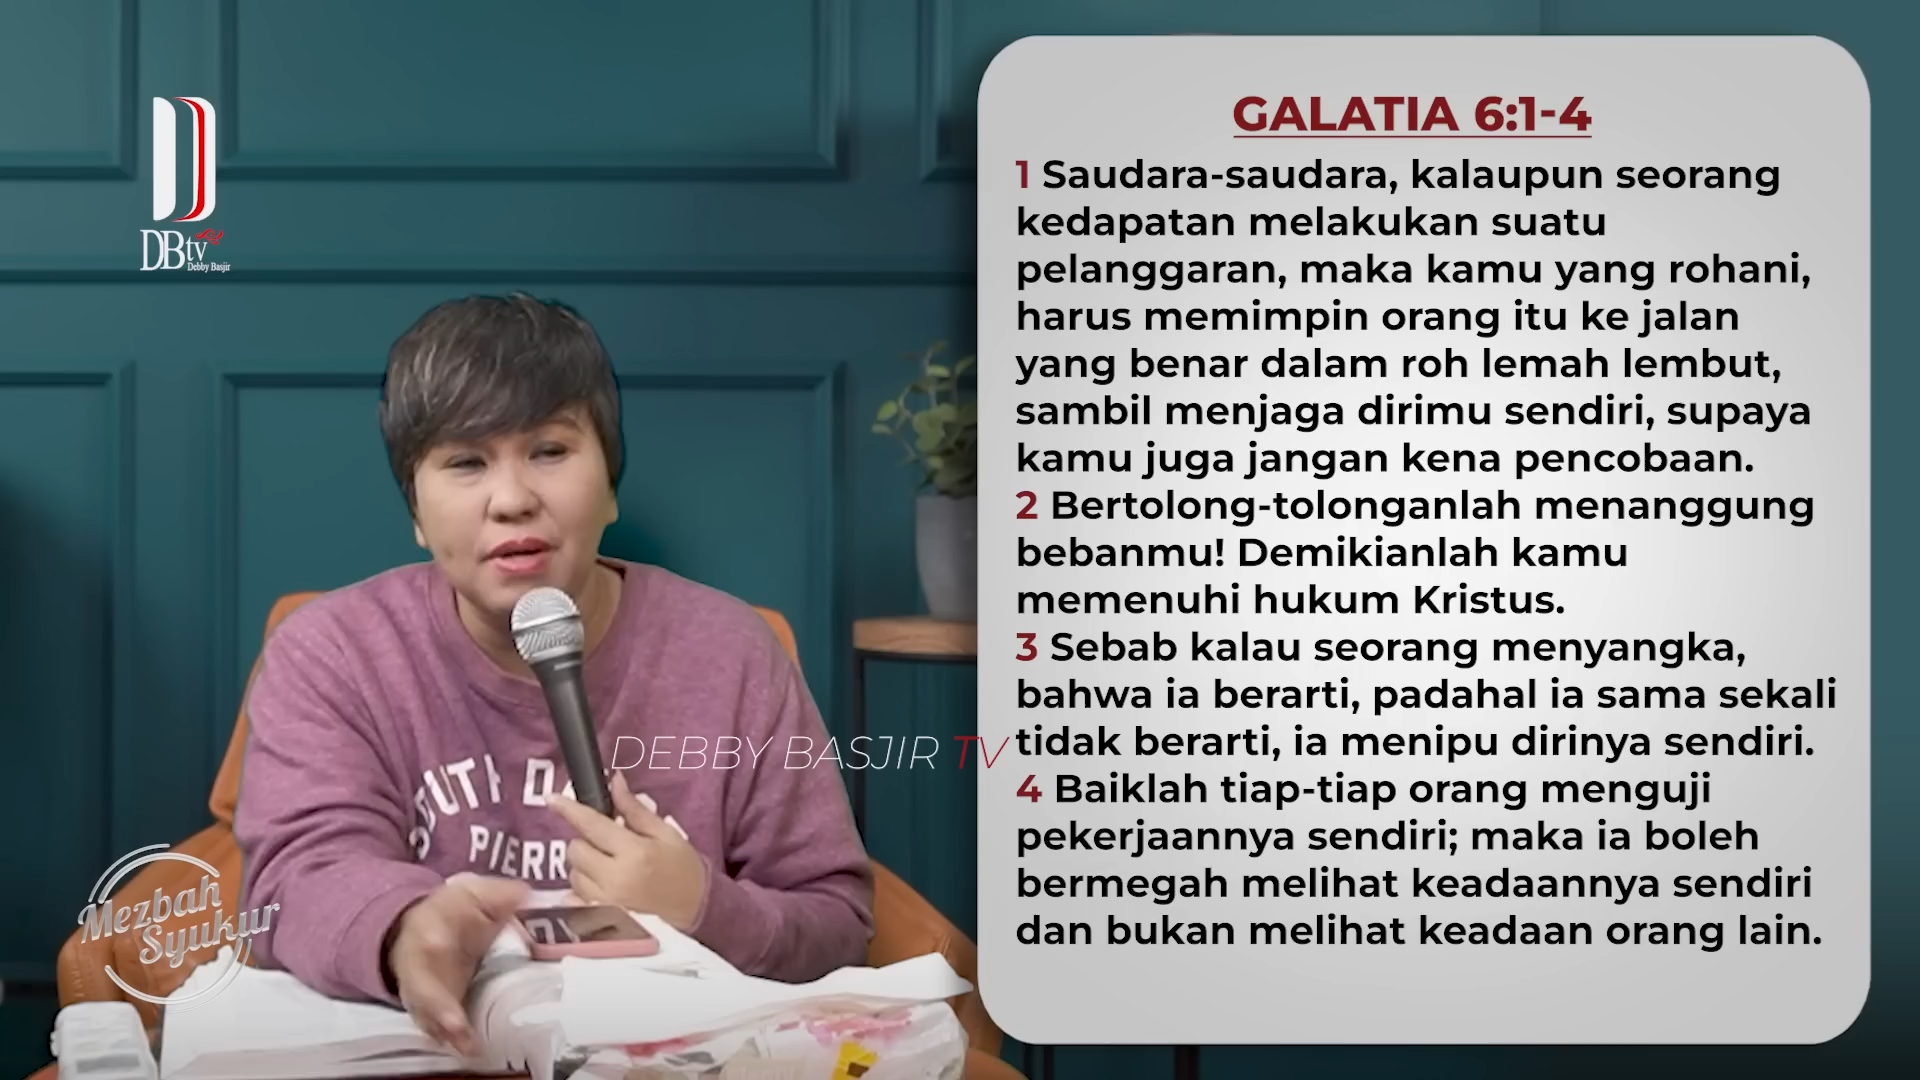 DBtv
Debby Basjir
GALATIA 6:1-4
1 Saudara-saudara, kalaupun seorang
kedapatan melakukan suatu
pelanggaran, maka kamu yang rohani,
harus memimpin orang itu ke jalan
yang benar dalam roh lemah lembut,
sambil menjaga dirimu sendiri, supaya
kamu juga jangan kena pencobaan.
2 Bertolong-tolonganlah menanggung
bebanmu! Demikianlah kamu
memenuhi hukum Kristus.
3 Sebab kalau seorang menyangka,
bahwa ia berarti, padahal ia sama sekali
tidak berarti, ia menipu dirinya sendiri.
4 Baiklah tiap-tiap orang menguji
pekerjaannya sendiri; maka ia boleh
bermegah melihat keadaannya sendiri
dan bukan melihat keadaan orang lain.
DEBBY BASJIR TV
SOUTH
PIERR
Mezbah
Syukur